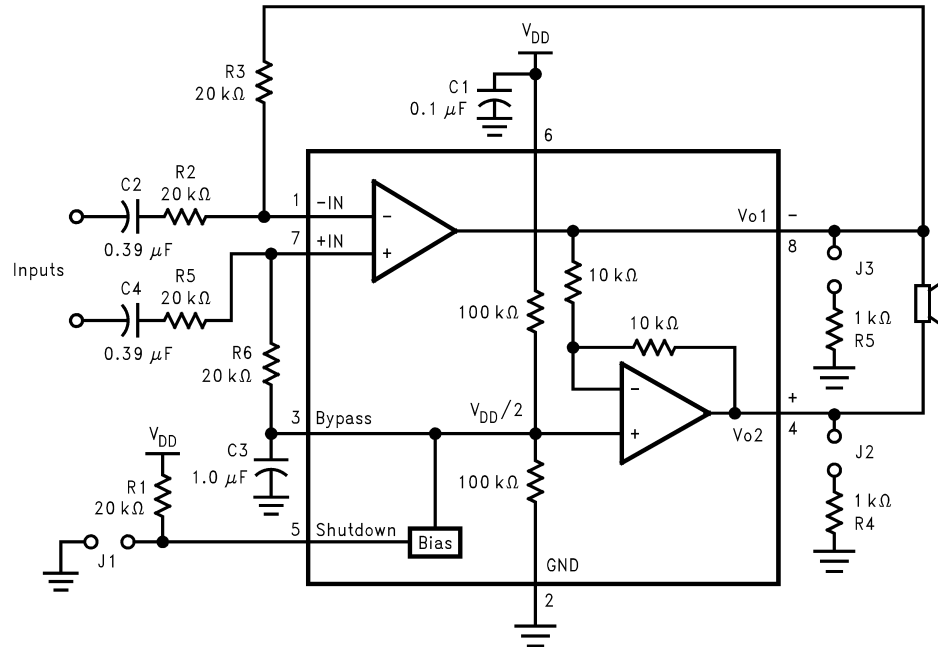 V_DD
R3
20 kΩ
C1
0.1 µF
6
C2
0.39 µF
R2
20 kΩ
1
-IN
-
Vo1
-
8
7
+IN
+
Inputs
C4
0.39 µF
R5
20 kΩ
10 kΩ
J3
100 kΩ
10 kΩ
1 kΩ
R5
R6
20 kΩ
-
3
Bypass
V_DD/2
+
Vo2
+
4
V_DD
C3
1.0 µF
100 kΩ
J2
R1
20 kΩ
1 kΩ
R4
5
Shutdown
Bias
J1
GND
2